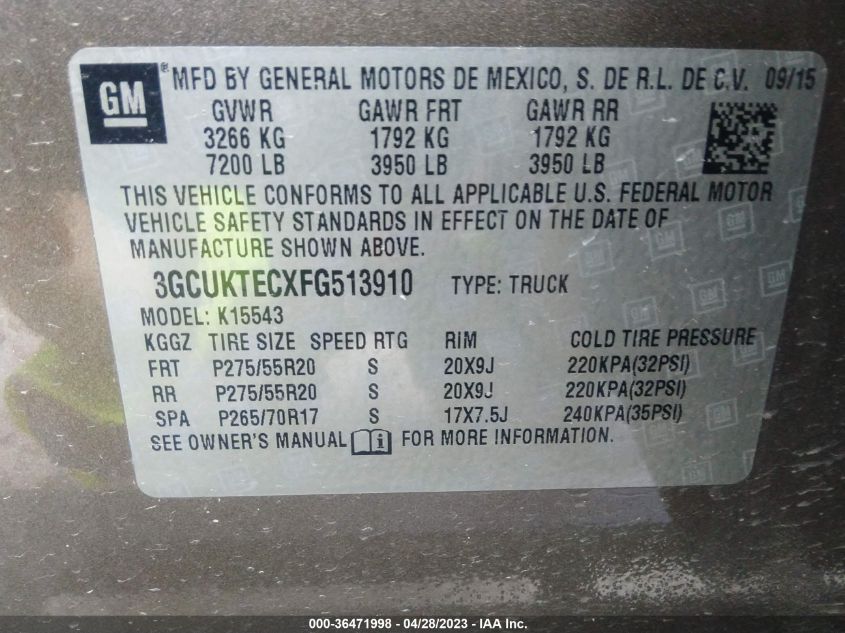 GM ® MFD BY GENERAL MOTORS DE MEXICO, S. DE R.L. DE C.V. 09/15
GVWR GAWR FRT GAWR RR
3266 KG 1792 KG 1792 KG
7200 LB 3950 LB 3950 LB
THIS VEHICLE CONFORMS TO ALL APPLICABLE U.S. FEDERAL MOTOR
VEHICLE SAFETY STANDARDS IN EFFECT ON THE DATE OF
MANUFACTURE SHOWN ABOVE.
3GCUKTECXFG513910 TYPE: TRUCK
MODEL: K15543
KGGZ TIRE SIZE SPEED RTG RIM COLD TIRE PRESSURE
FRT P275/55R20 S 20X9J 220KPA(32PSI)
RR P275/55R20 S 20X9J 220KPA(32PSI)
SPA P265/70R17 S 17X7.5J 240KPA(35PSI)
SEE OWNER'S MANUAL i FOR MORE INFORMATION.
000-36471998 - 04/28/2023 - IAA Inc.